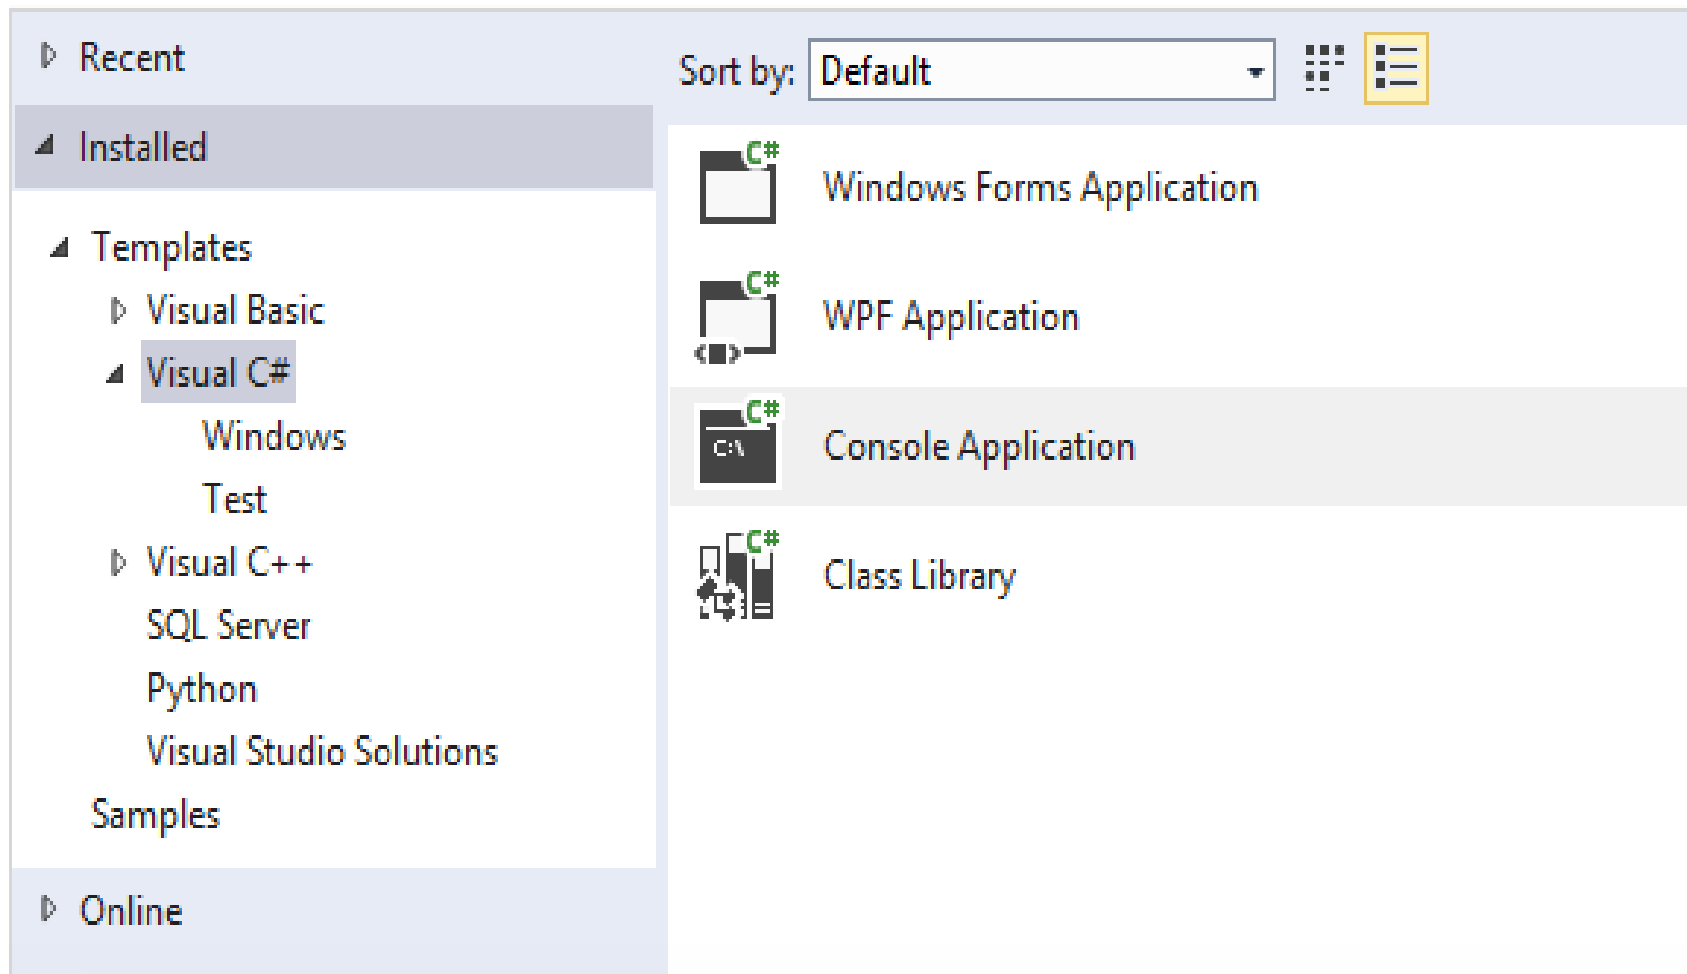 Recent
Installed
Templates
Visual Basic
Visual C#
Windows
Test
Visual C++
SQL Server
Python
Visual Studio Solutions
Samples
Online
Sort by: Default
C#
Windows Forms Application
C#
WPF Application
C#
C:\
Console Application
C#
Class Library